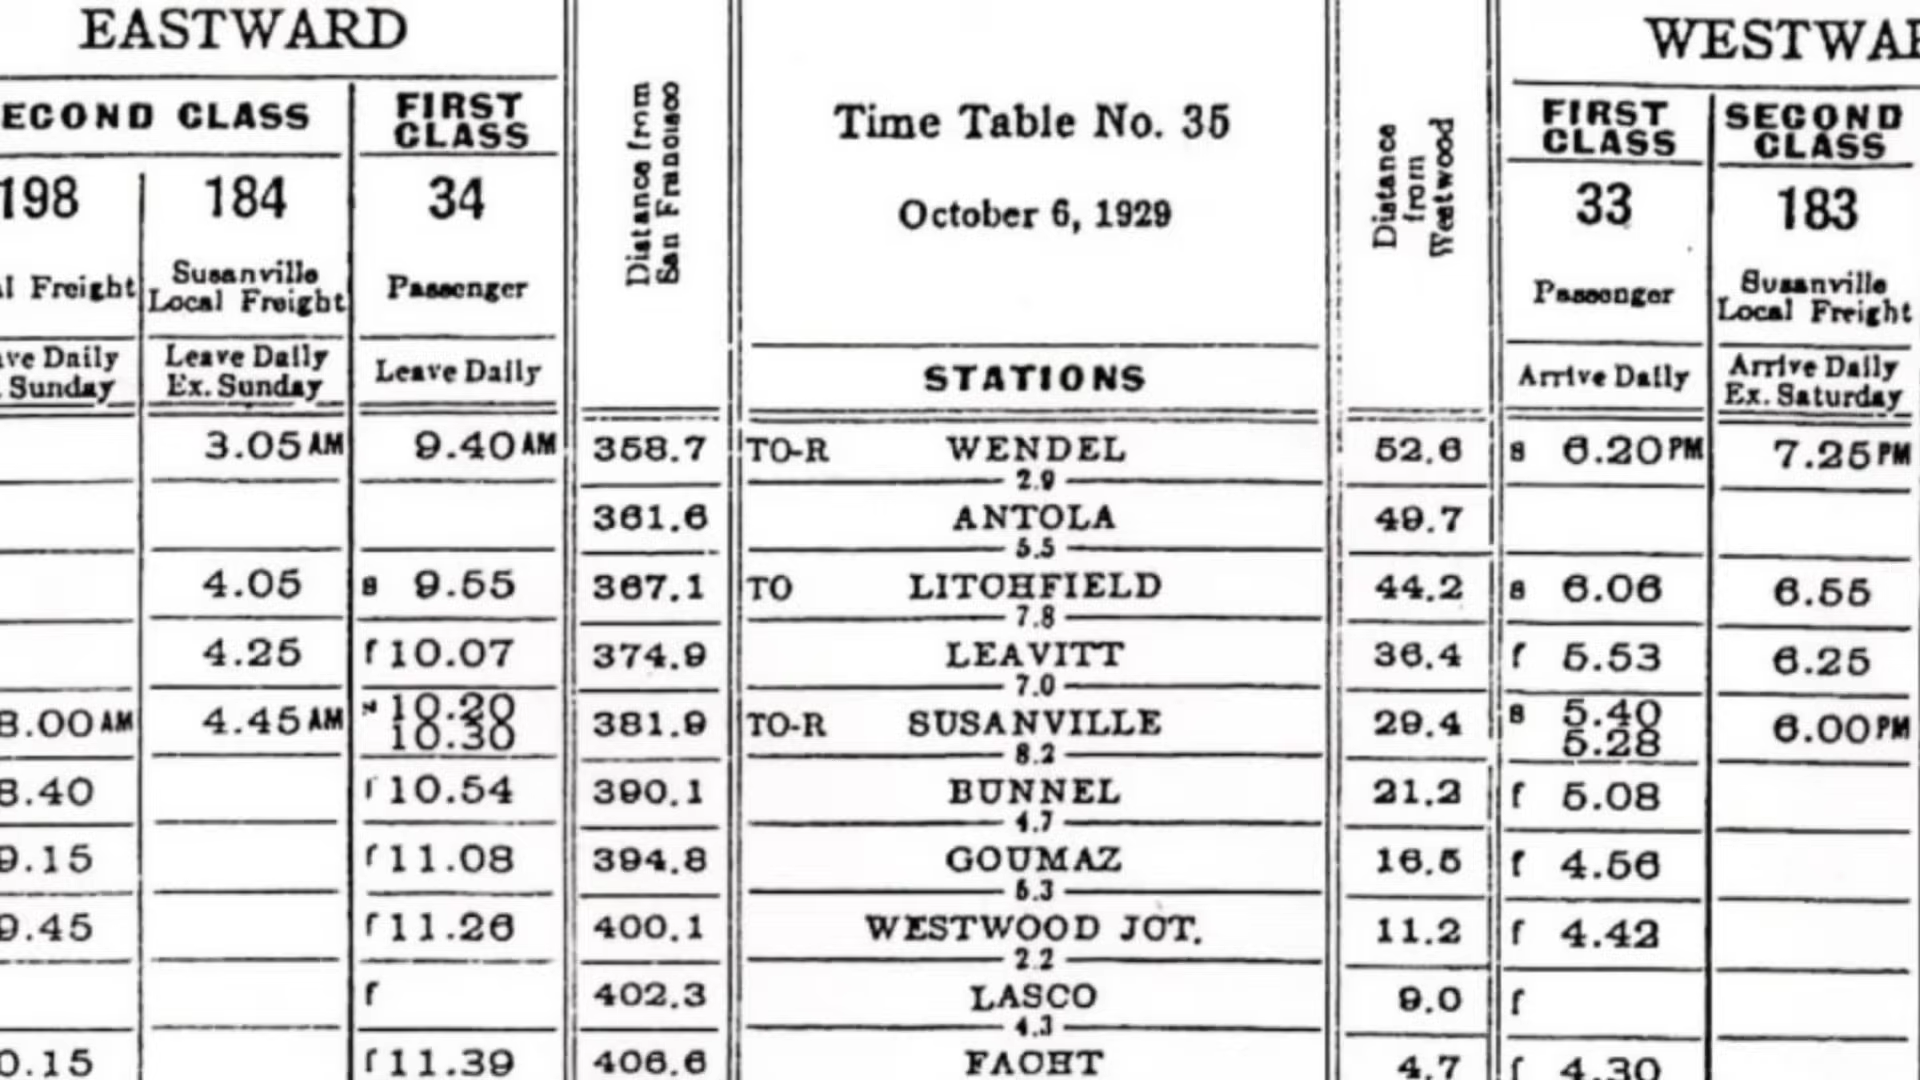 EASTWARD WESTWAR
ECOND CLASS FIRST CLASS Distance from San Francisco Time Table No. 35 Distance from Westwood FIRST CLASS SECOND CLASS
198 184 34 October 6, 1929 33 183
l Freight Susanville Local Freight Passenger Passenger Susanville Local Freight
ve Daily . Sunday Leave Daily Ex. Sunday Leave Daily STATIONS Arrive Daily Arrive Daily Ex. Saturday
3.05 AM 9.40 AM 358.7 TO-R WENDEL 52.6 s 6.20 PM 7.25 PM
2.9
361.6 ANTOLA 49.7
5.5
4.05 s 9.55 367.1 TO LITCHFIELD 44.2 s 6.06 6.55
7.8
4.25 f 10.07 374.9 LEAVITT 36.4 f 5.53 6.25
7.0
8.00 AM 4.45 AM s 10.20 10.30 381.9 TO-R SUSANVILLE 29.4 s 5.40 5.28 6.00 PM
8.2
8.40 f 10.54 390.1 BUNNEL 21.2 f 5.08
4.7
9.15 f 11.08 394.8 GOUMAZ 16.5 f 4.56
5.3
9.45 f 11.26 400.1 WESTWOOD JCT. 11.2 f 4.42
2.2
f 402.3 LASCO 9.0 f
4.3
0.15 f 11.39 406.6 FACHT 4.7 f 4.30